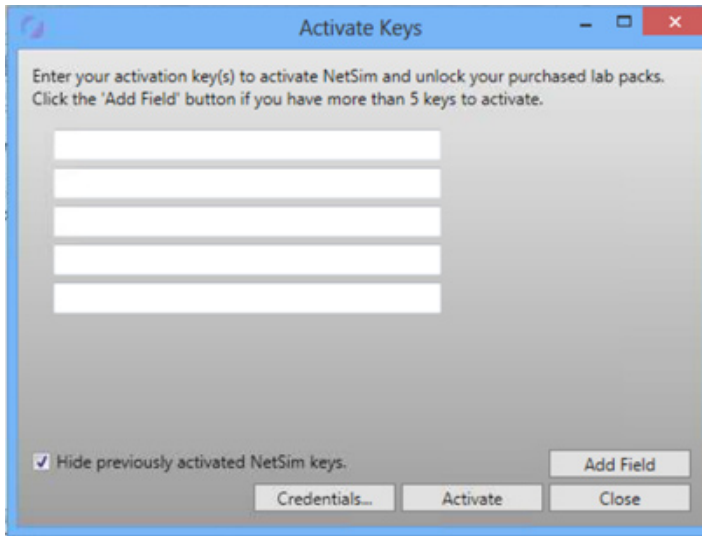 Activate Keys
Enter your activation key(s) to activate NetSim and unlock your purchased lab packs.
Click the 'Add Field' button if you have more than 5 keys to activate.
Hide previously activated NetSim keys.
Add Field
Credentials...
Activate
Close